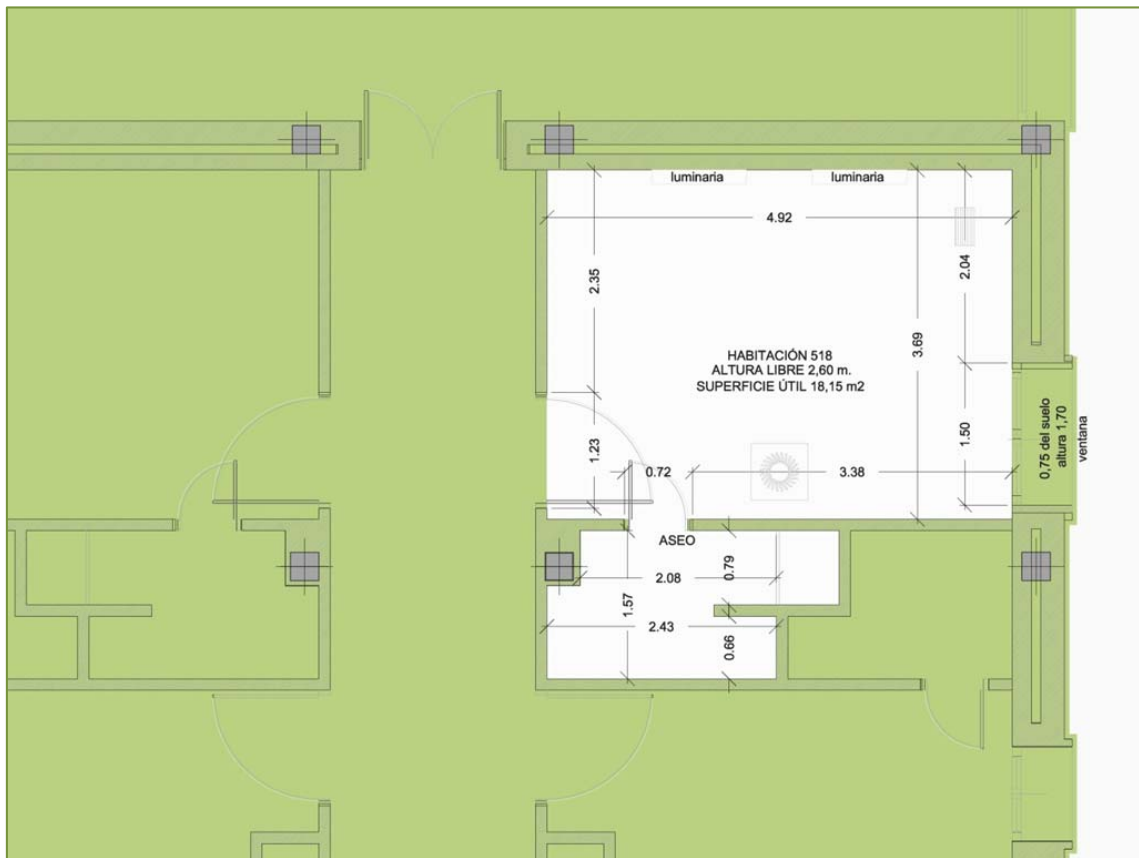 luminaria
luminaria
4.92
2.35
2.04
3.69
HABITACIÓN 518
ALTURA LIBRE 2,60 m.
SUPERFICIE ÚTIL 18,15 m2
1.50
0,75 del suelo
altura 1,70
ventana
1.23
0.72
3.38
ASEO
0.79
2.08
1.57
2.43
0.66